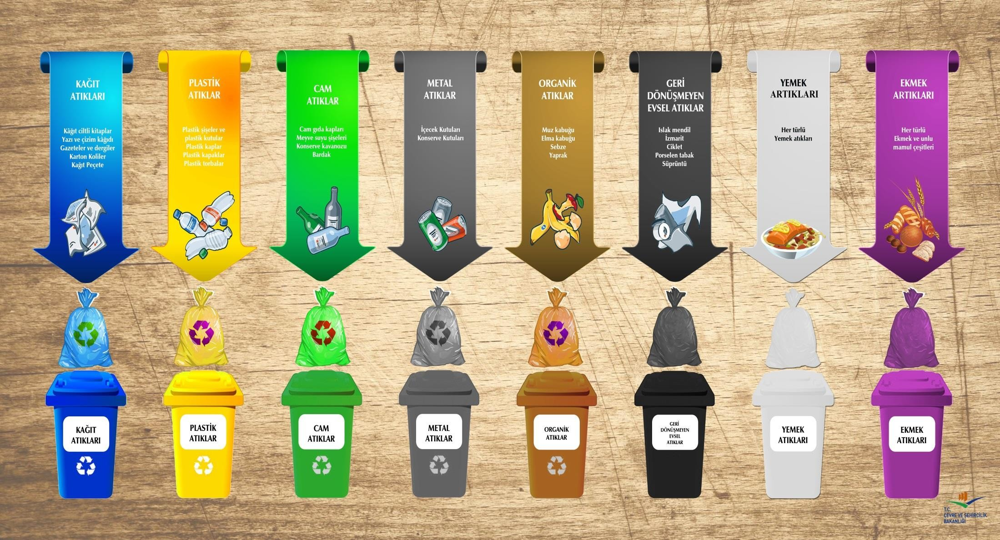 KAĞIT
ATIKLARI
Kâğıt ciltli kitaplar
Yazı ve çizim kâğıdı
Gazeteler ve dergiler
Karton Koliler
Kağıt Peçete
PLASTİK
ATIKLAR
Plastik şişeler ve
plastik kutular
Plastik kaplar
Plastik kapaklar
Plastik torbalar
CAM
ATIKLAR
Cam gıda kapları
Meyve suyu şişeleri
Konserve kavanozu
Bardak
METAL
ATIKLAR
İçecek Kutuları
Konserve Kutuları
ORGANİK
ATIKLAR
Muz kabuğu
Elma kabuğu
Sebze
Yaprak
GERİ
DÖNÜŞMEYEN
EVSEL ATIKLAR
Islak mendil
İzmarit
Ciklet
Porselen tabak
Süprüntü
YEMEK
ARTIKLARI
Her türlü
Yemek atıkları
EKMEK
ARTIKLARI
Her türlü
Ekmek ve unlu
mamul çeşitleri
KAĞIT
ATIKLARI
PLASTİK
ATIKLAR
CAM
ATIKLAR
METAL
ATIKLAR
ORGANİK
ATIKLAR
GERİ
DÖNÜŞMEYEN
EVSEL
ATIKLAR
YEMEK
ATIKLARI
EKMEK
ATIKLARI
T.C.
ÇEVRE VE ŞEHİRCİLİK
BAKANLIĞI